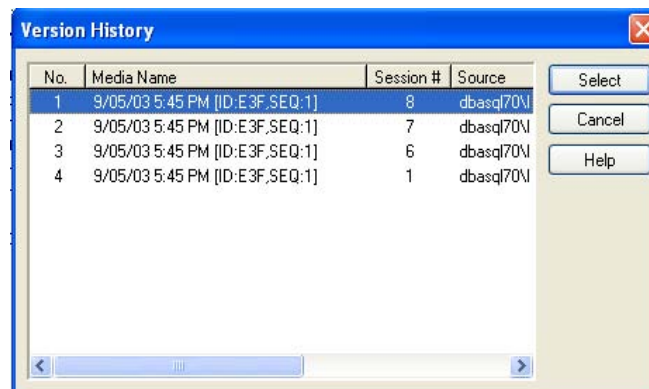 Version History
No. Media Name Session # Source
1 9/05/03 5:45 PM [ID:E3F,SEQ:1] 8 dbasql70\I
2 9/05/03 5:45 PM [ID:E3F,SEQ:1] 7 dbasql70\I
3 9/05/03 5:45 PM [ID:E3F,SEQ:1] 6 dbasql70\I
4 9/05/03 5:45 PM [ID:E3F,SEQ:1] 1 dbasql70\I
Select
Cancel
Help